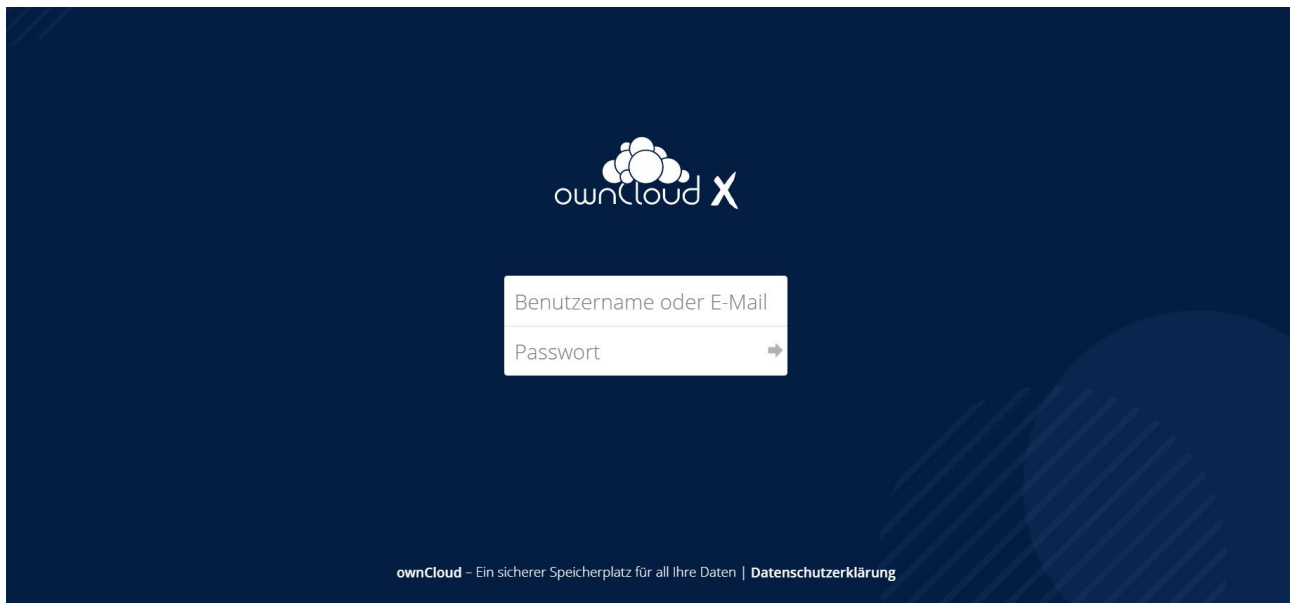 ownCloud X
Benutzername oder E-Mail
Passwort
ownCloud – Ein sicherer Speicherplatz für all Ihre Daten | Datenschutzerklärung